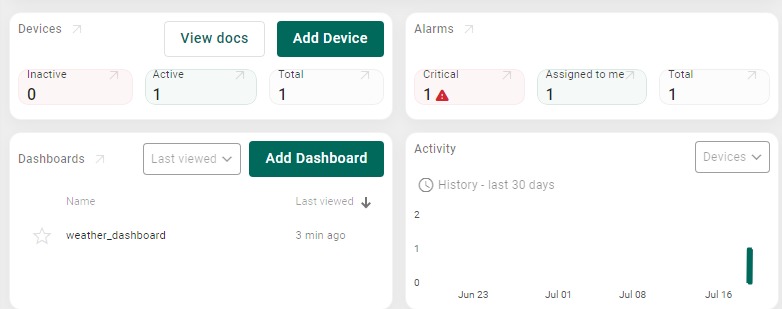 Devices
View docs
Add Device
Inactive
0
Active
1
Total
1
Alarms
Critical
1
Assigned to me
1
Total
1
Dashboards
Last viewed
Add Dashboard
Name
Last viewed
weather_dashboard
3 min ago
Activity
Devices
History - last 30 days
2
1
0
Jun 23
Jul 01
Jul 08
Jul 16